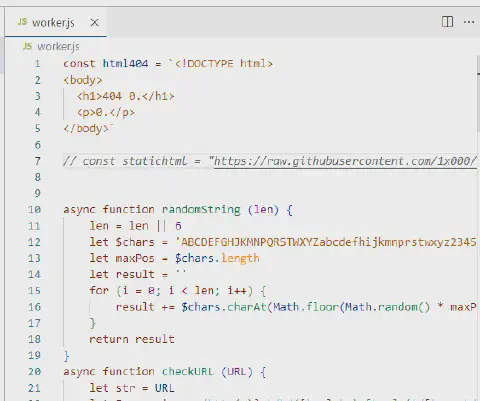 JS worker.js
JS worker.js
1 const html404 = `<!DOCTYPE html>
2 <body>
3 <h1>404 0.</h1>
4 <p>0.</p>
5 </body>`
6
7 // const statichtml = "https://raw.githubusercontent.com/1x000/
8
9
10 async function randomString (len) {
11 len = len || 6
12 let $chars = 'ABCDEFGHJKMNPQRSTWXYZabcdefhijkmnprstwxyz2345
13 let maxPos = $chars.length
14 let result = ''
15 for (i = 0; i < len; i++) {
16 result += $chars.charAt(Math.floor(Math.random() * maxP
17 }
18 return result
19 }
20 async function checkURL (URL) {
21 let str = URL